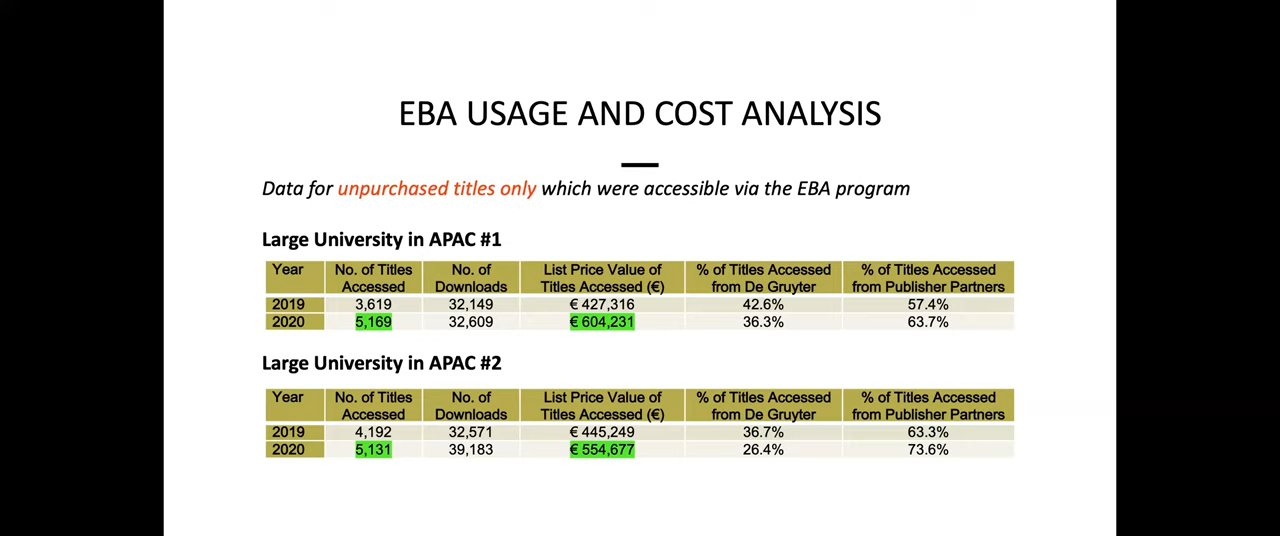 EBA USAGE AND COST ANALYSIS
Data for unpurchased titles only which were accessible via the EBA program
Large University in APAC #1
Year No. of Titles Accessed No. of Downloads List Price Value of Titles Accessed (€) % of Titles Accessed from De Gruyter % of Titles Accessed from Publisher Partners
2019 3,619 32,149 € 427,316 42.6% 57.4%
2020 5,169 32,609 € 604,231 36.3% 63.7%
Large University in APAC #2
Year No. of Titles Accessed No. of Downloads List Price Value of Titles Accessed (€) % of Titles Accessed from De Gruyter % of Titles Accessed from Publisher Partners
2019 4,192 32,571 € 445,249 36.7% 63.3%
2020 5,131 39,183 € 554,677 26.4% 73.6%